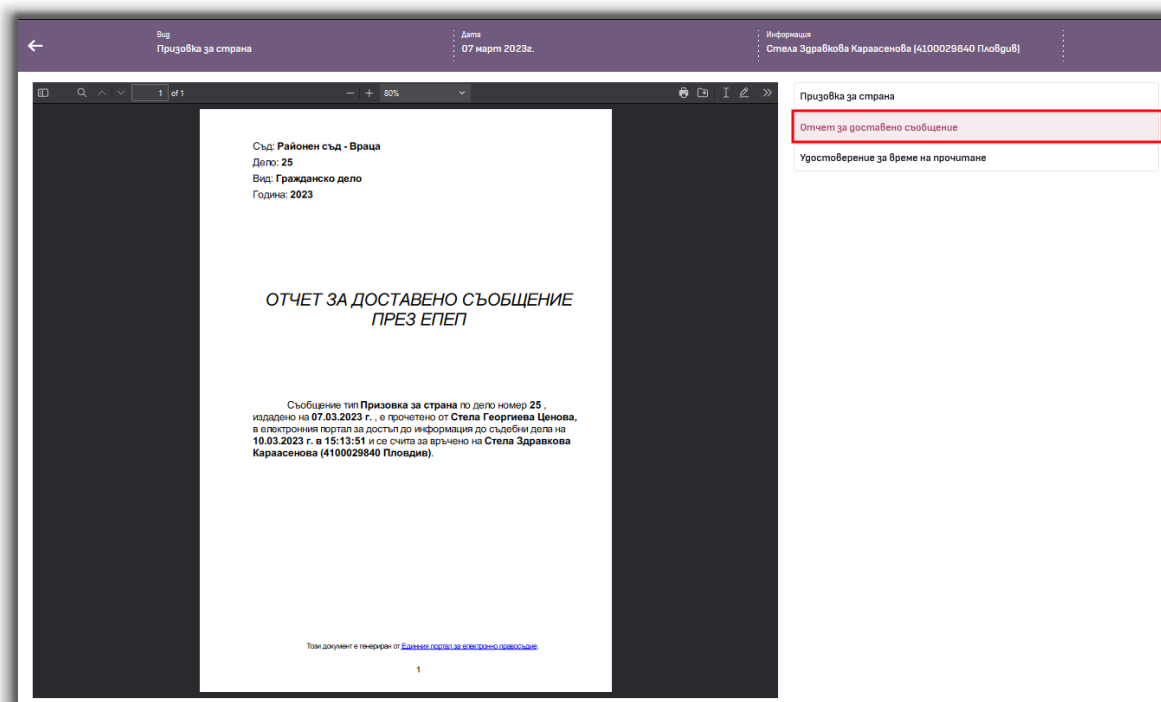 Вид
Призовка за страна
Дата
07 март 2023г.
Информация
Стела Здравкова Караасенова (4100029840 Пловдив)
1 of 1
80%
Призовка за страна
Отчет за доставено съобщение
Удостоверение за време на прочитане
Съд: Районен съд - Враца
Дело: 25
Вид: Гражданско дело
Година: 2023
ОТЧЕТ ЗА ДОСТАВЕНО СЪОБЩЕНИЕ
ПРЕЗ ЕПЕП
Съобщение тип Призовка за страна по дело номер 25 ,
издадено на 07.03.2023 г. , е прочетено от Стела Георгиева Ценова,
в електронния портал за достъп до информация до съдебни дела на
10.03.2023 г. в 15:13:51 и се счита за връчено на Стела Здравкова
Караасенова (4100029840 Пловдив).
Този документ е генериран от Единния портал за електронно правосъдие.
1